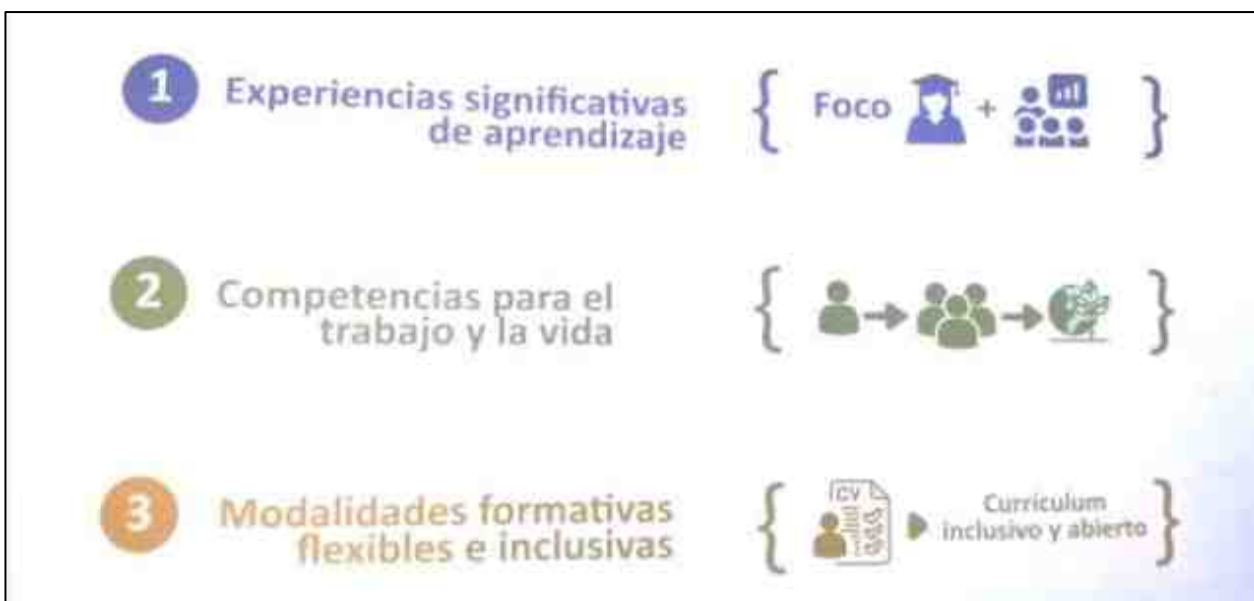 1
Experiencias significativas
de aprendizaje
Foco
+
2
Competencias para el
trabajo y la vida
3
Modalidades formativas
flexibles e inclusivas
CV
Curriculum
inclusivo y abierto